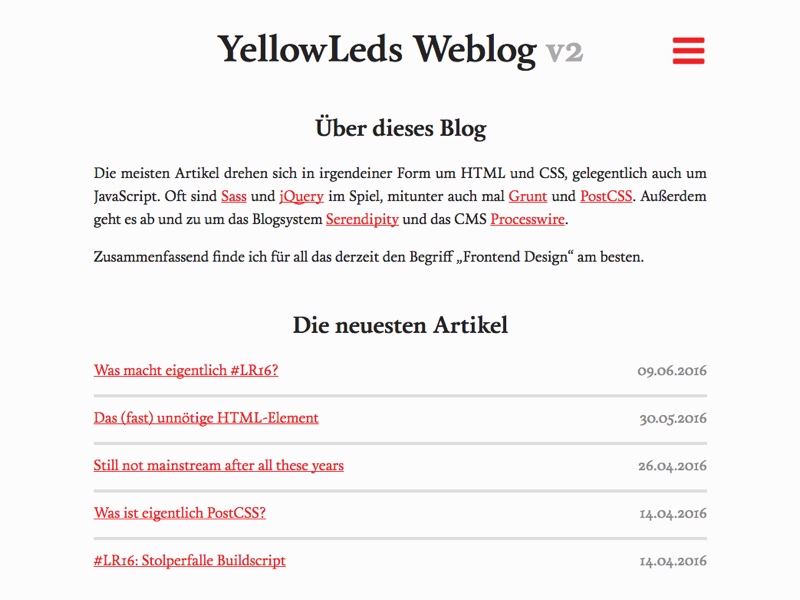 YellowLeds Weblog v2
Über dieses Blog
Die meisten Artikel drehen sich in irgendeiner Form um HTML und CSS, gelegentlich auch um
JavaScript. Oft sind Sass und jQuery im Spiel, mitunter auch mal Grunt und PostCSS. Außerdem
geht es ab und zu um das Blogsystem Serendipity und das CMS Processwire.
Zusammenfassend finde ich für all das derzeit den Begriff „Frontend Design“ am besten.
Die neuesten Artikel
Was macht eigentlich #LR16? 09.06.2016
Das (fast) unnötige HTML-Element 30.05.2016
Still not mainstream after all these years 26.04.2016
Was ist eigentlich PostCSS? 14.04.2016
#LR16: Stolperfalle Buildscript 14.04.2016